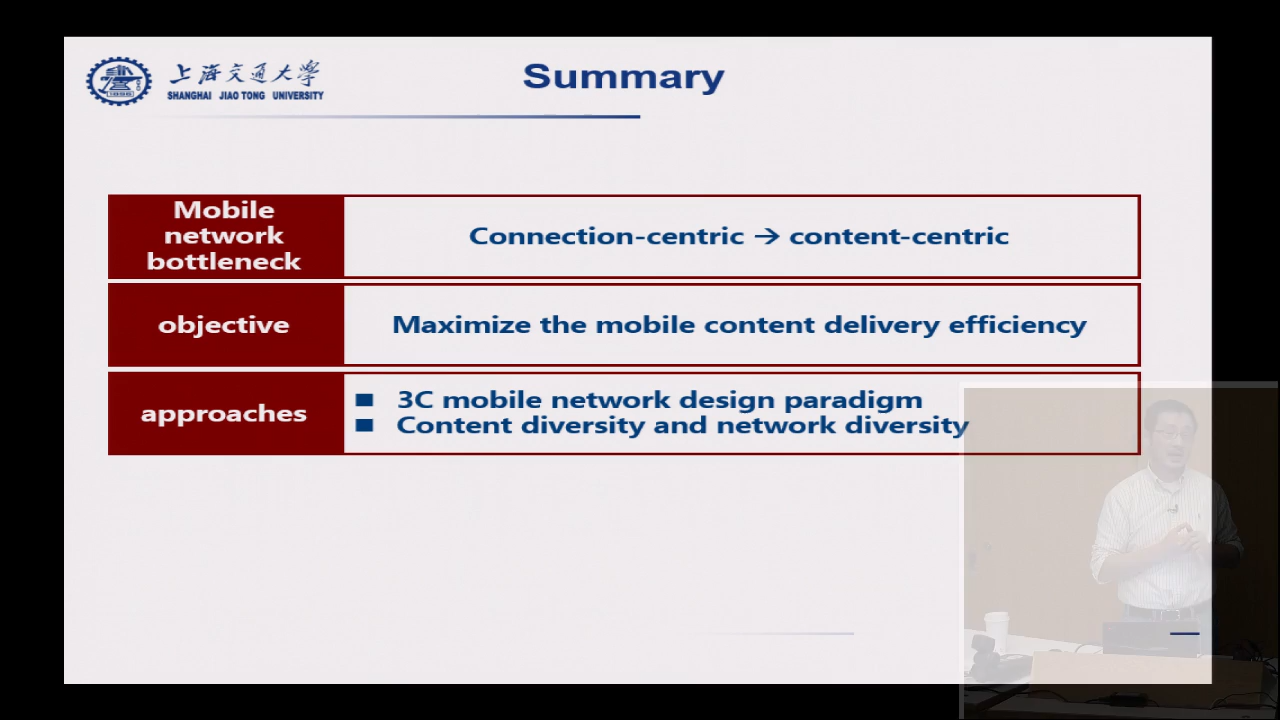 上海交通大學
SHANGHAI JIAO TONG UNIVERSITY
Summary
Mobile
network
bottleneck
Connection-centric → content-centric
objective
Maximize the mobile content delivery efficiency
approaches
■ 3C mobile network design paradigm
■ Content diversity and network diversity